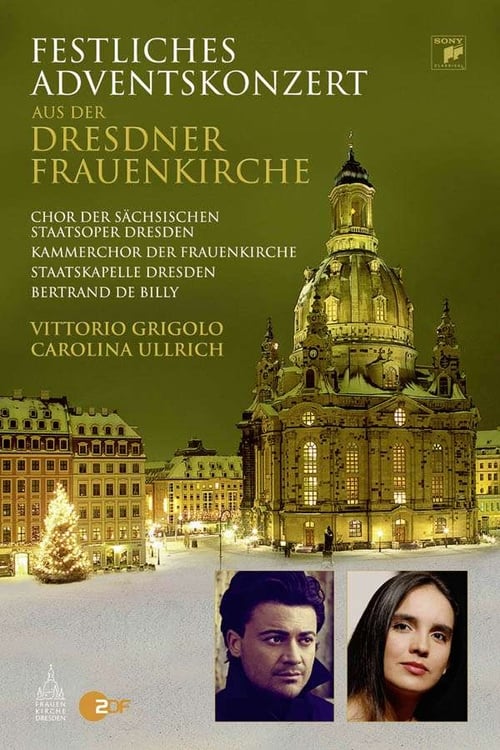 FESTLICHES
ADVENTSKONZERT
AUS DER
DRESDNER
FRAUENKIRCHE
CHOR DER SÄCHSISCHEN
STAATSOPER DRESDEN
KAMMERCHOR DER FRAUENKIRCHE
STAATSKAPELLE DRESDEN
BERTRAND DE BILLY
VITTORIO GRIGOLO
CAROLINA ULLRICH
SONY
CLASSICAL
FRAUEN
KIRCHE
DRESDEN
ZDF